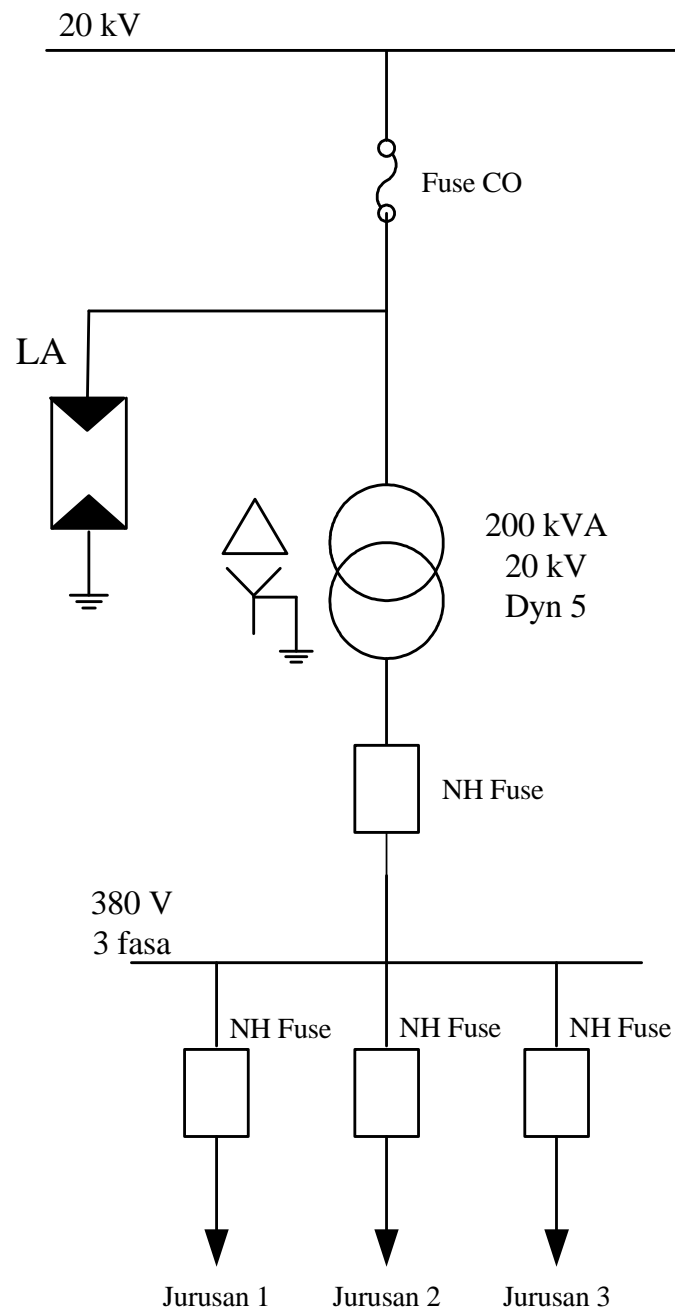 20 kV
Fuse CO
LA
200 kVA
20 kV
Dyn 5
NH Fuse
380 V
3 fasa
NH Fuse
NH Fuse
NH Fuse
Jurusan 1
Jurusan 2
Jurusan 3